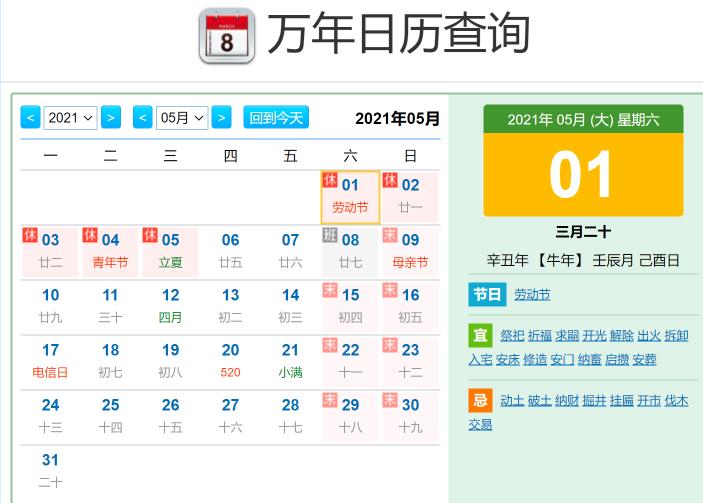 MARCH
8
万年日历查询
< 2021 > < 05月 > 回到今天 2021年05月
一 二 三 四 五 六 日
休 01 休 02
劳动节 廿一
休 03 休 04 休 05 06 07 班 08 末 09
廿二 青年节 立夏 廿五 廿六 廿七 母亲节
10 11 12 13 14 末 15 末 16
廿九 三十 四月 初二 初三 初四 初五
17 18 19 20 21 末 22 末 23
电信日 初七 初八 520 小满 十一 十二
24 25 26 27 28 末 29 末 30
十三 十四 十五 十六 十七 十八 十九
31
二十
2021年 05月 (大) 星期六
01
三月二十
辛丑年 【牛年】 壬辰月 己酉日
节日 劳动节
宜 祭祀 祈福 求嗣 开光 解除 出火 拆卸
入宅 安床 修造 安门 纳畜 启攒 安葬
忌 动土 破土 纳财 掘井 挂匾 开市 伐木
交易